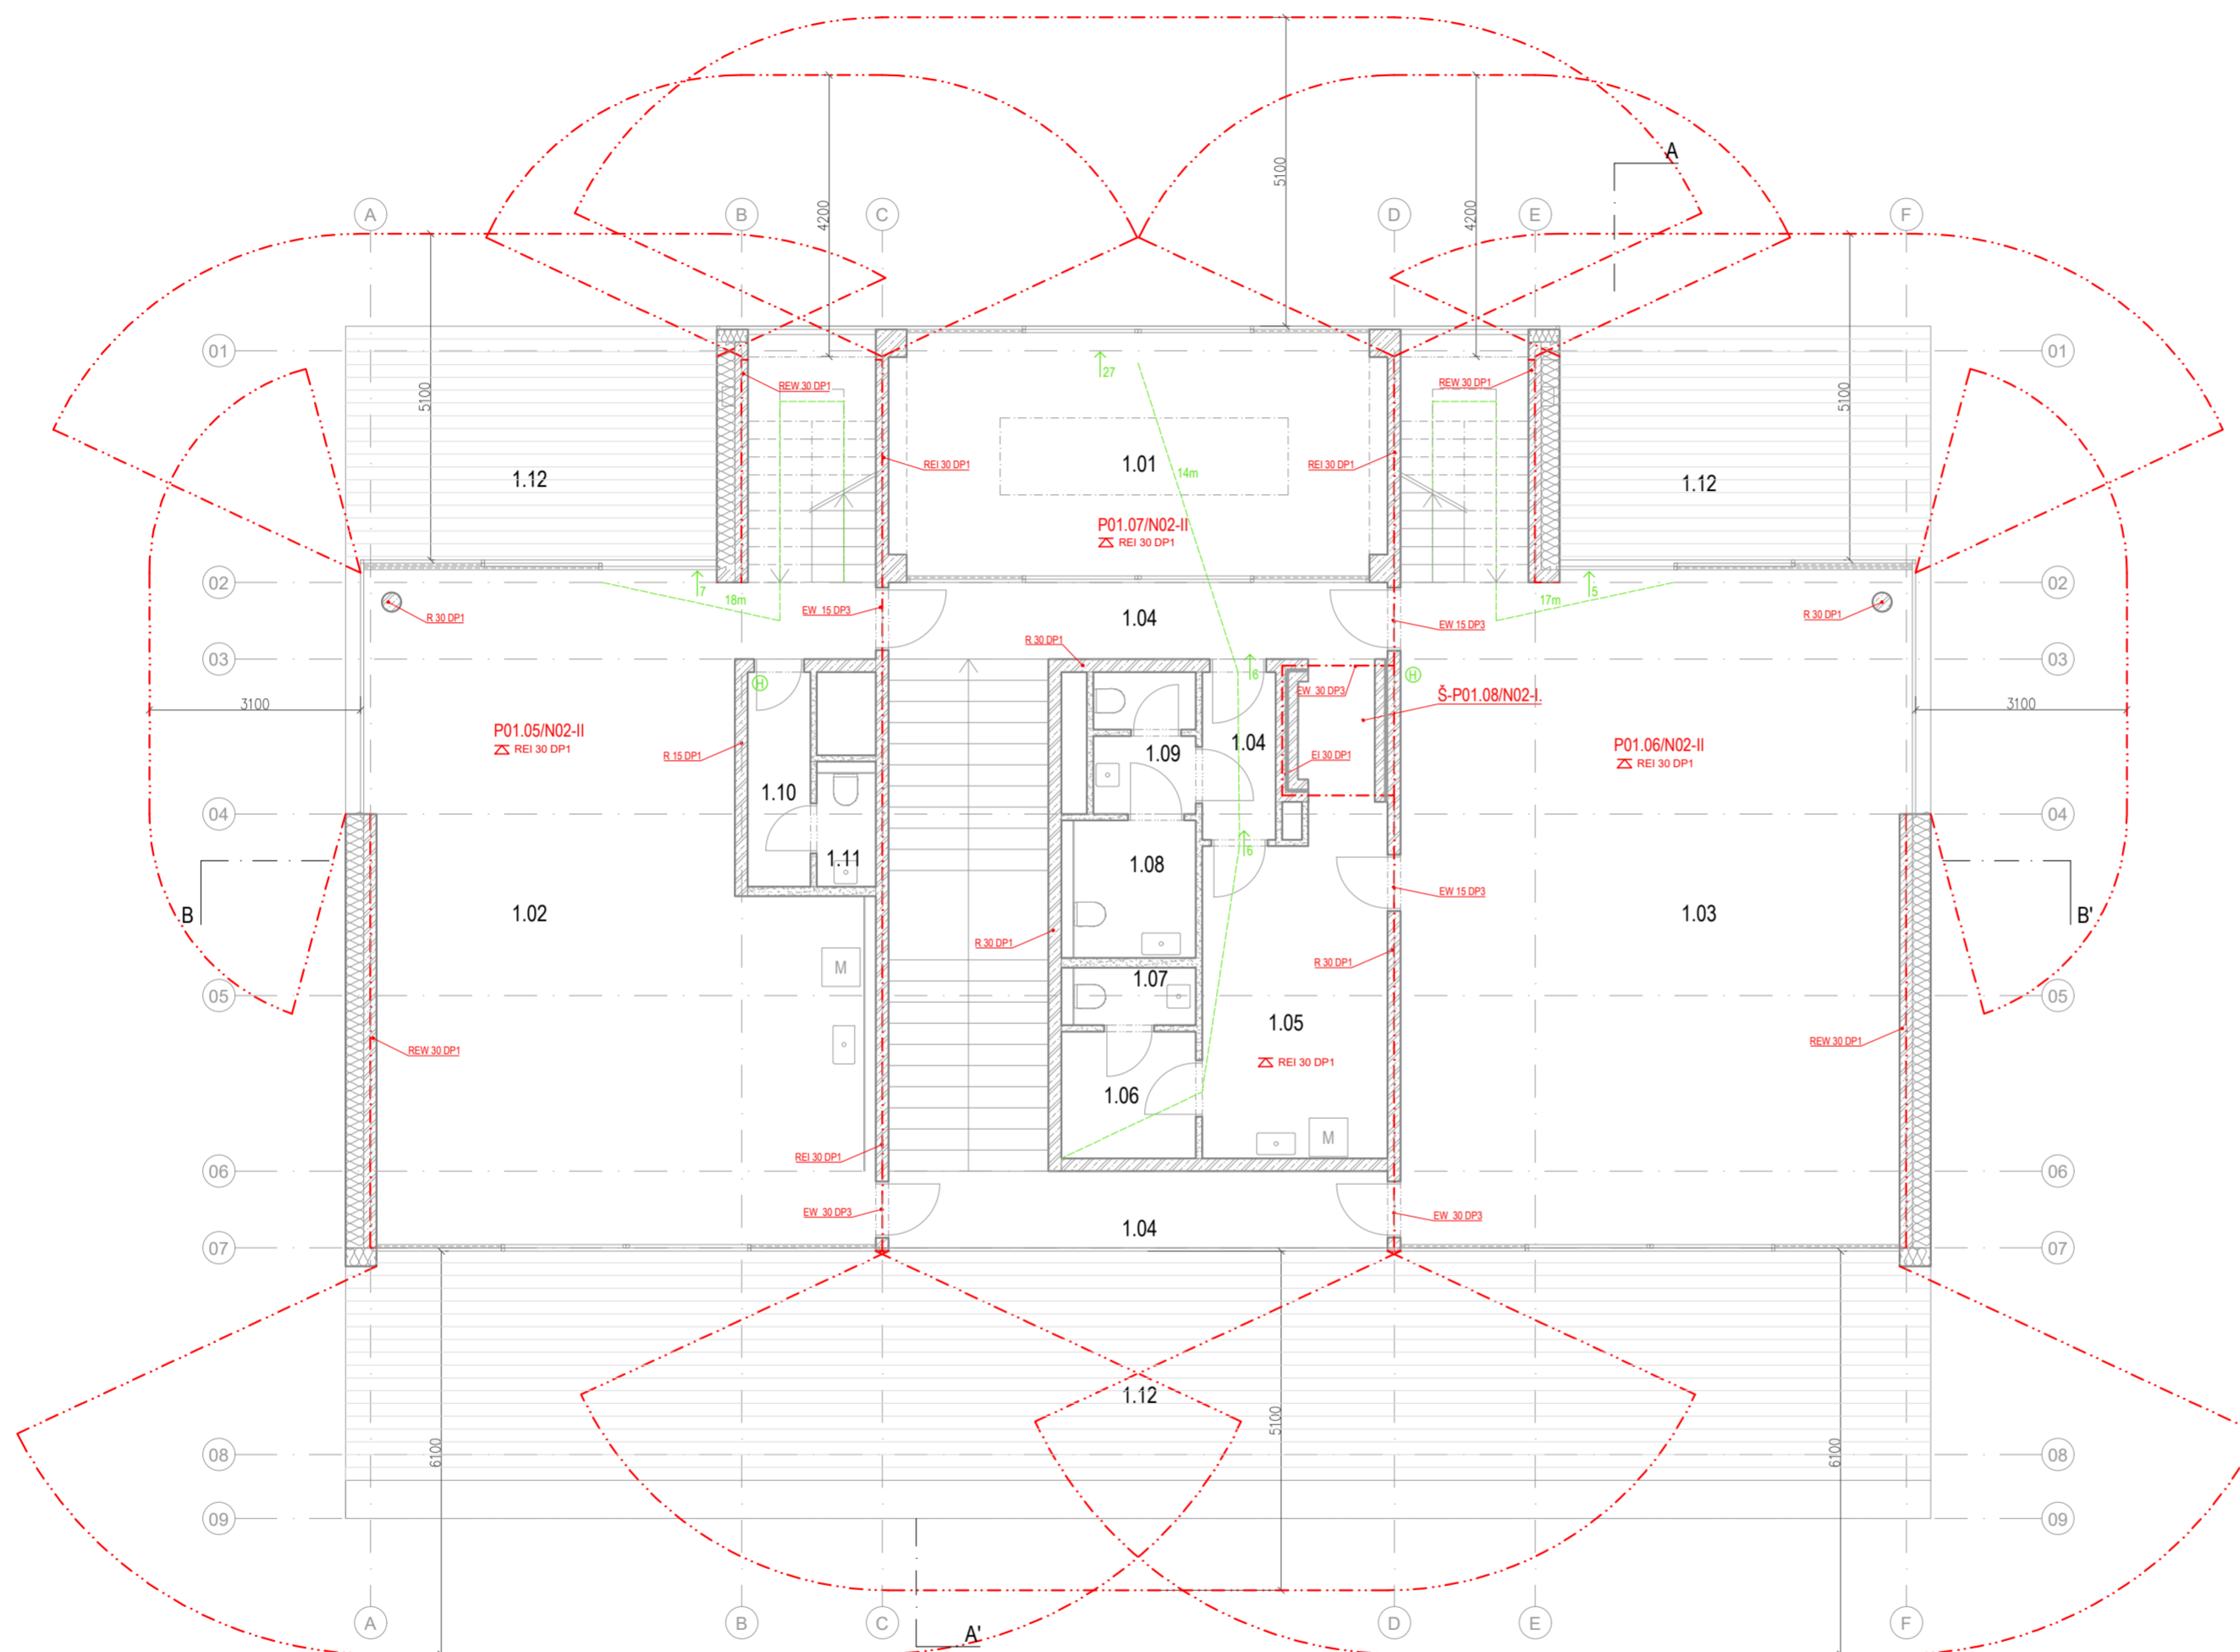 A
5100
4200
4200
A
B
C
D
E
F
01
01
5100
5100
27
REW 30 DP1
REW 30 DP1
REI 30 DP1
1.01
REI 30 DP1
14m
1.12
1.12
P01.07/N02-II
REI 30 DP1
02
02
7
18m
17m
5
R 30 DP1
EW 15 DP3
1.04
EW 15 DP3
R 30 DP1
R 30 DP1
03
03
H
6
H
EW 30 DP3
Š-P01.08/N02-I.
3100
3100
P01.05/N02-II
REI 30 DP1
R 15 DP1
1.09
1.04
EI 30 DP1
P01.06/N02-II
REI 30 DP1
1.10
04
04
6
1.11
1.08
EW 15 DP3
B
1.02
1.03
B'
R 30 DP1
M
R 30 DP1
1.07
05
05
1.05
REW 30 DP1
REI 30 DP1
REW 30 DP1
1.06
M
REI 30 DP1
06
06
EW 30 DP3
1.04
EW 30 DP3
07
07
1.12
5100
6100
6100
08
08
09
09
A
B
C
D
E
F
A'